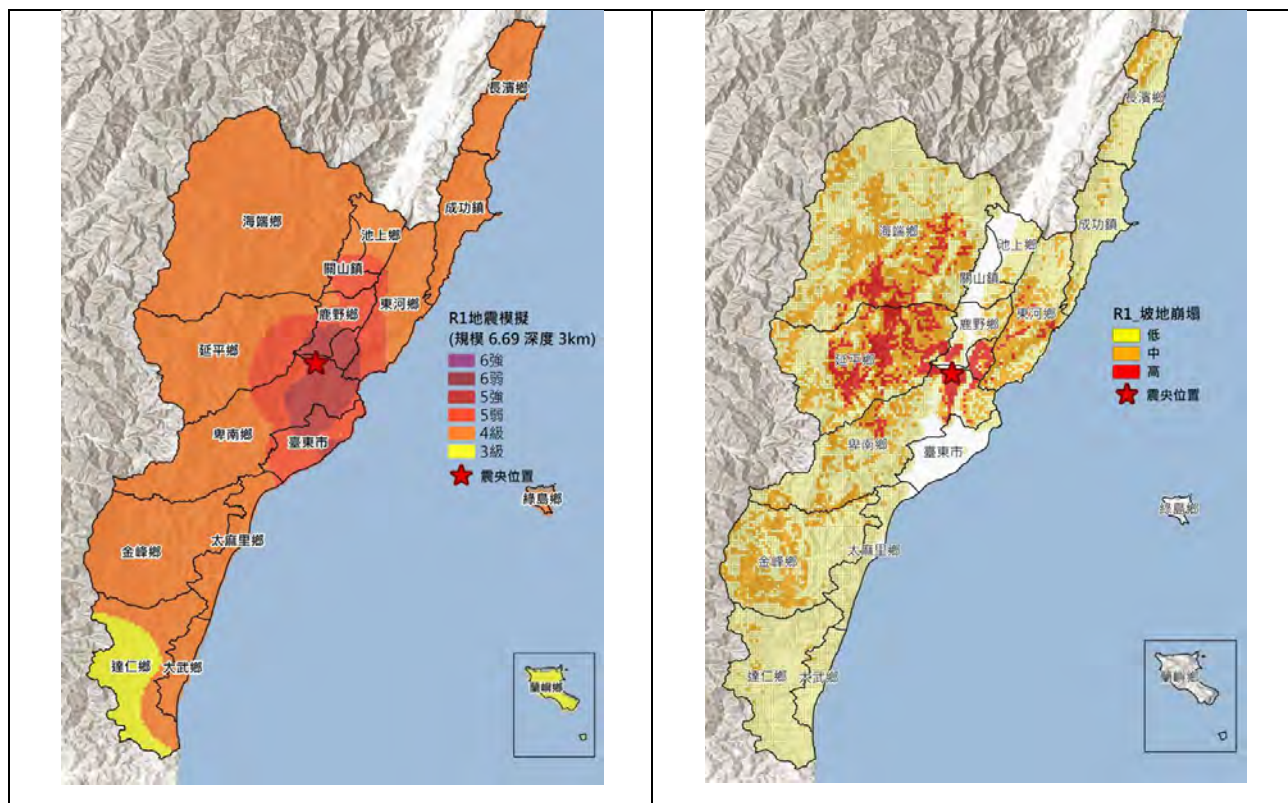 長濱鄉
成功鎮
海端鄉
池上鄉
關山鎮
東河鄉
鹿野鄉
延平鄉
卑南鄉
臺東市
綠島鄉
太麻里鄉
金峰鄉
達仁鄉
大武鄉
蘭嶼鄉
R1地震模擬
(規模 6.69 深度 3km)
6強
6弱
5強
5弱
4級
3級
震央位置
長濱鄉
成功鎮
海端鄉
池上鄉
關山鎮
東河鄉
鹿野鄉
延平鄉
卑南鄉
臺東市
綠島鄉
太麻里鄉
金峰鄉
達仁鄉
大武鄉
蘭嶼鄉
R1_坡地崩塌
低
中
高
震央位置